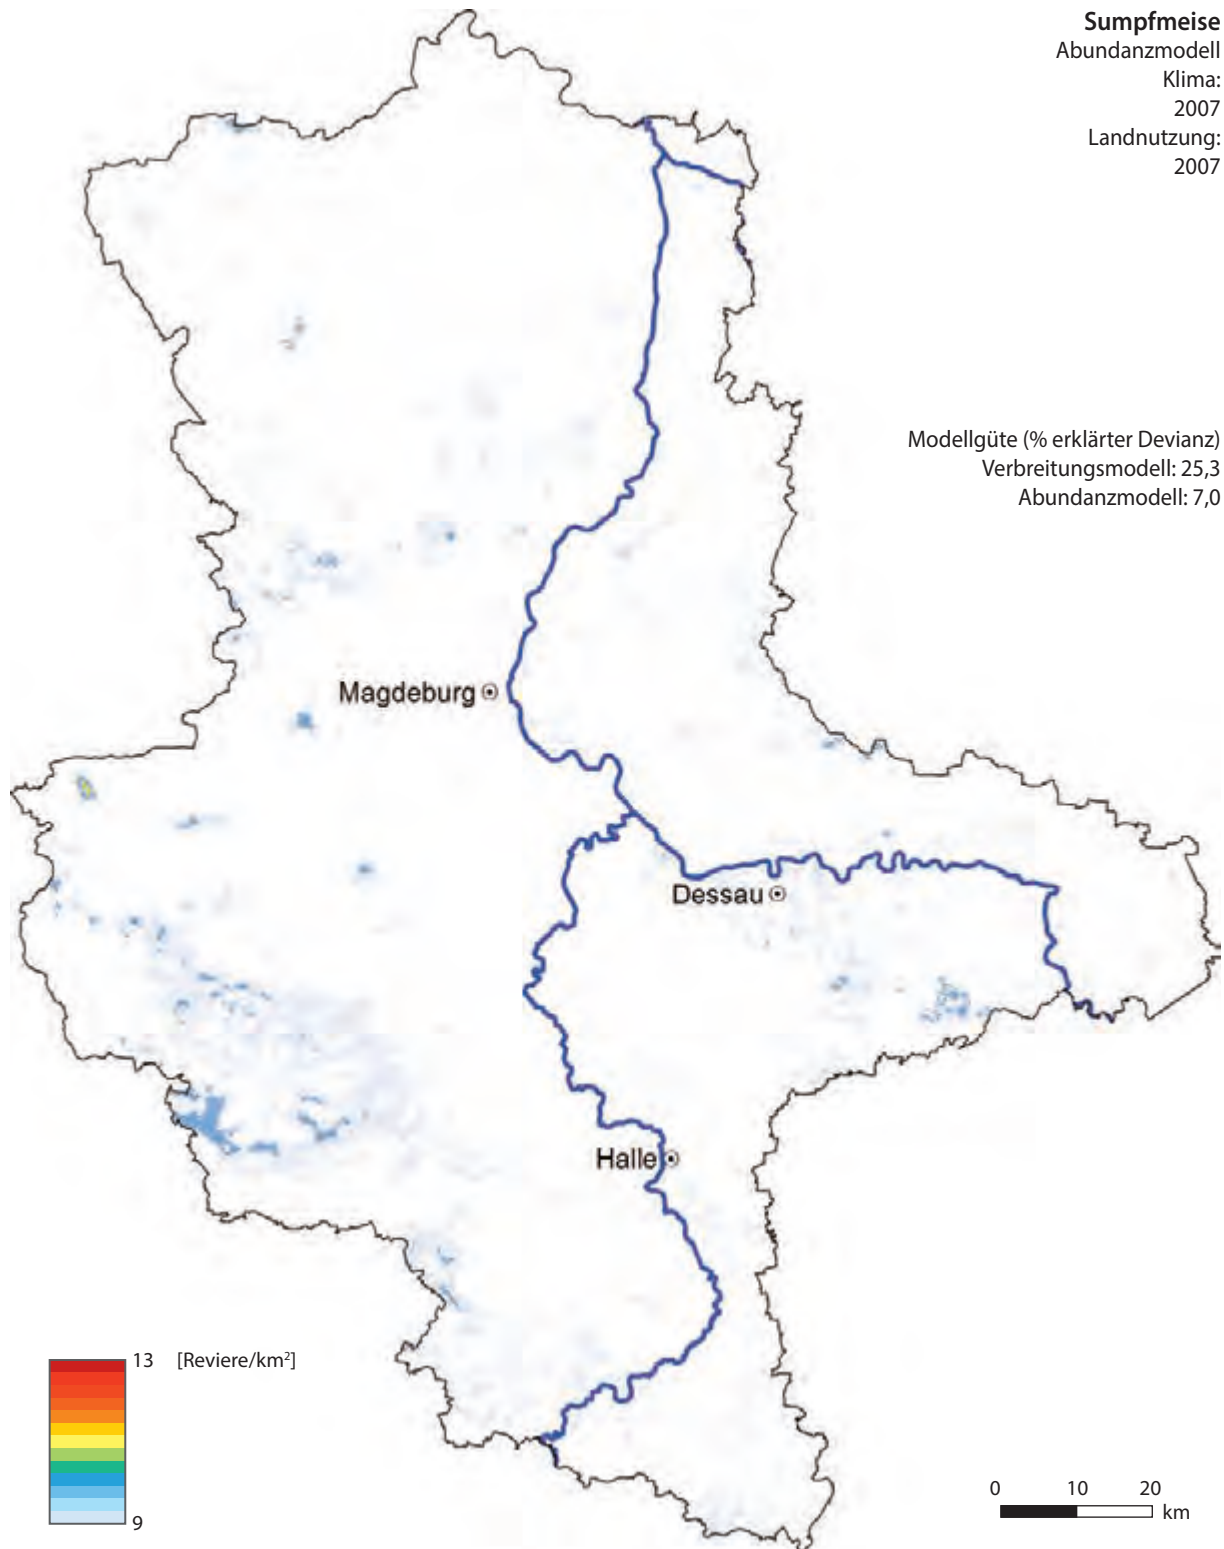 Sumpfmeise
Abundanzmodell
Klima:
2007
Landnutzung:
2007
Modellgüte (% erklärter Devianz)
Verbreitungsmodell: 25,3
Abundanzmodell: 7,0
Magdeburg
Dessau
Halle
13 [Reviere/km²]
9
0 10 20
km